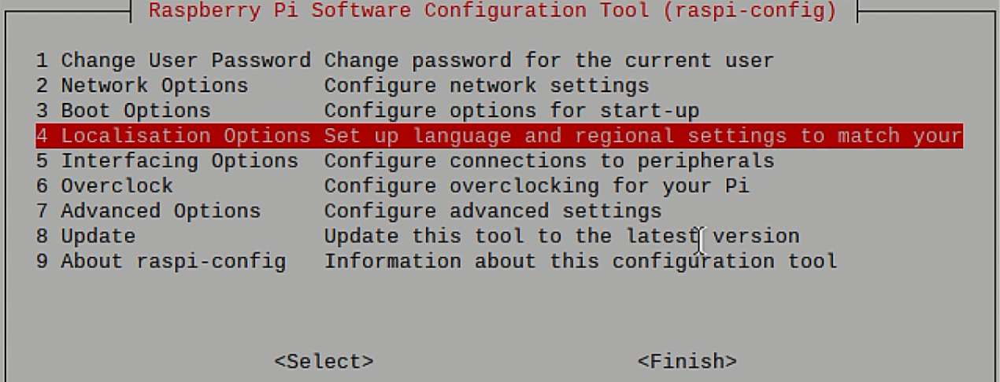 Raspberry Pi Software Configuration Tool (raspi-config)
1 Change User Password Change password for the current user
2 Network Options Configure network settings
3 Boot Options Configure options for start-up
4 Localisation Options Set up language and regional settings to match your
5 Interfacing Options Configure connections to peripherals
6 Overclock Configure overclocking for your Pi
7 Advanced Options Configure advanced settings
8 Update Update this tool to the latest version
9 About raspi-config Information about this configuration tool
<Select> <Finish>